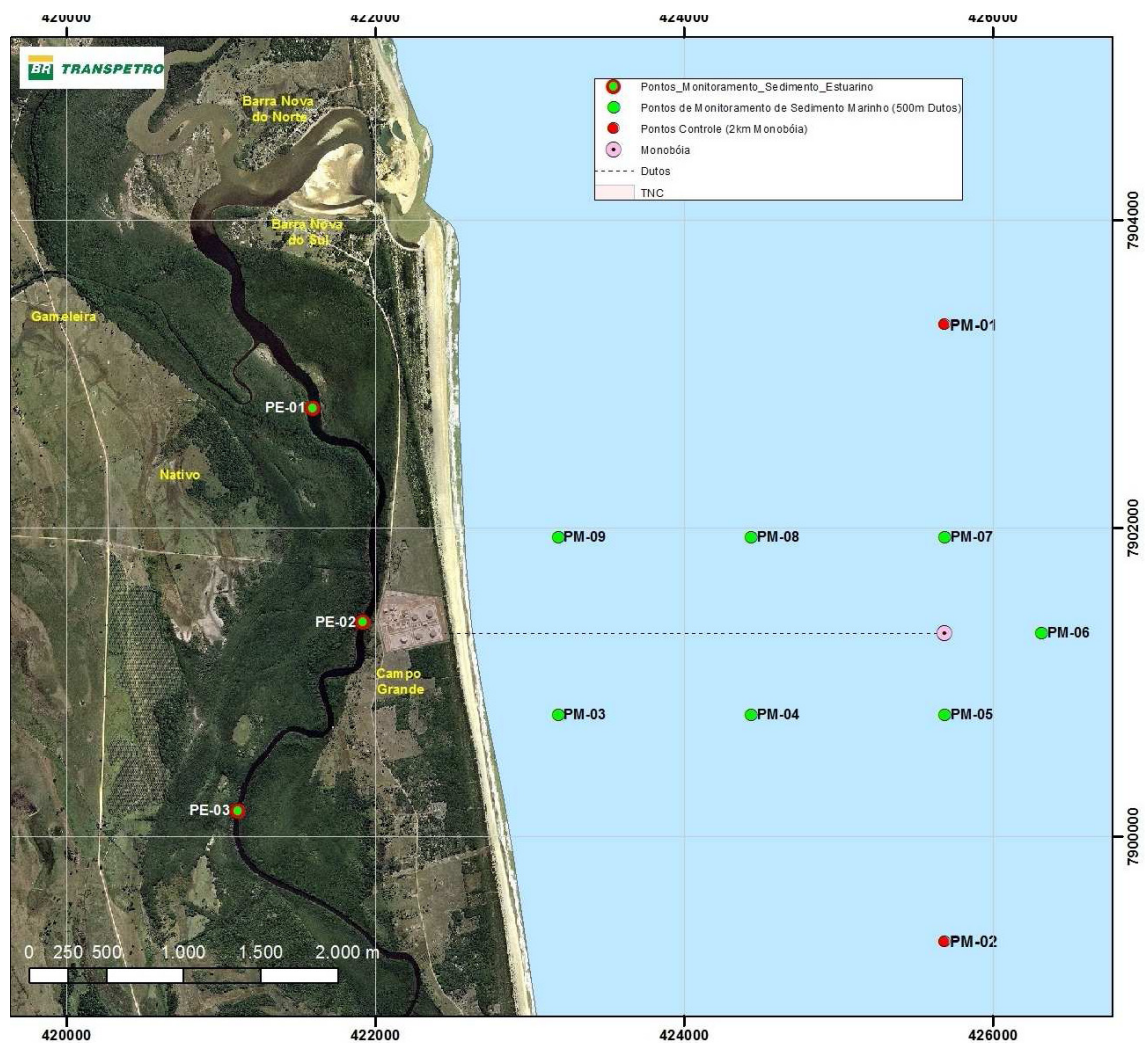 420000 422000 424000 426000
BR TRANSPETRO
Pontos_Monitoramento_Sedimento_Estuarino
Pontos de Monitoramento de Sedimento Marinho (500m Dutos)
Pontos Controle (2km Monobóia)
Monobóia
Dutos
TNC
Barra Nova
do Norte
Barra Nova
do Sul
7904000
Gameleira
PM-01
PE-01
Nativo
7902000
PM-09 PM-08 PM-07
PE-02
PM-06
Campo
Grande
PM-03 PM-04 PM-05
PE-03
7900000
PM-02
0 250 500 1.000 1.500 2.000 m
420000 422000 424000 426000